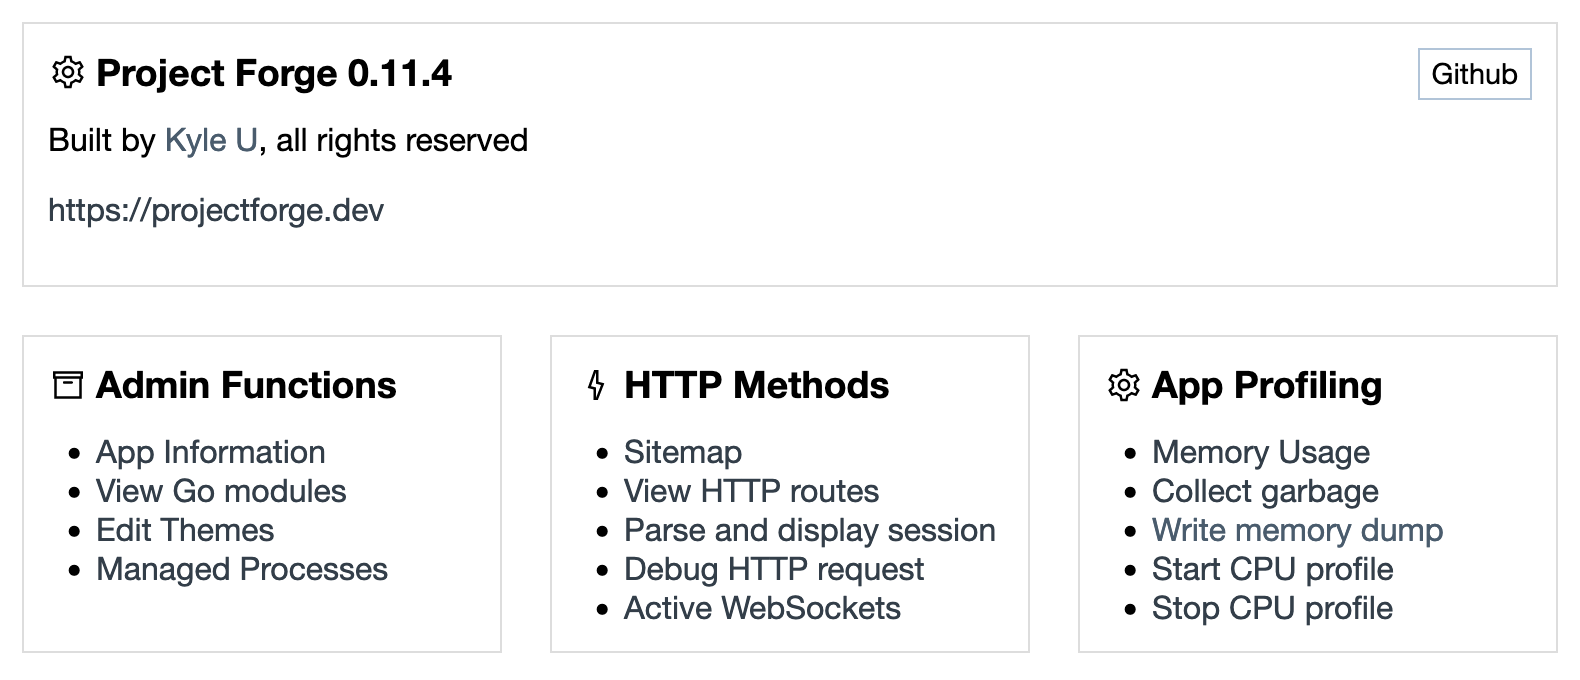 Project Forge 0.11.4
Github
Built by Kyle U, all rights reserved
https://projectforge.dev
Admin Functions
App Information
View Go modules
Edit Themes
Managed Processes
HTTP Methods
Sitemap
View HTTP routes
Parse and display session
Debug HTTP request
Active WebSockets
App Profiling
Memory Usage
Collect garbage
Write memory dump
Start CPU profile
Stop CPU profile